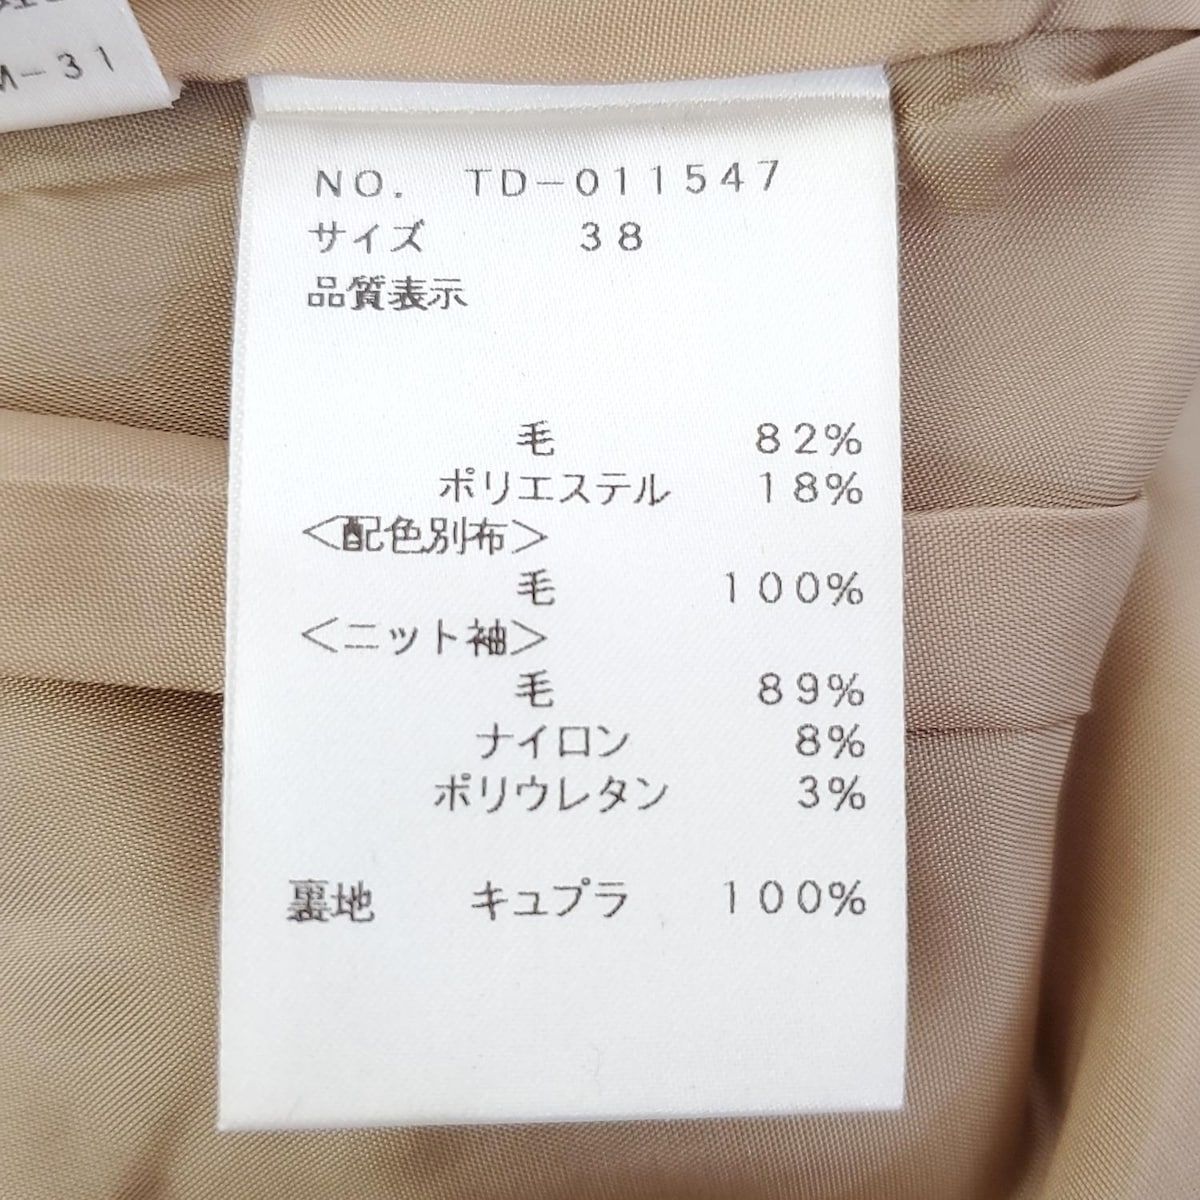 M-31
NO. TD-011547
サイズ 38
品質表示
毛 82%
ポリエステル 18%
<配色別布>
毛 100%
<ニット袖>
毛 89%
ナイロン 8%
ポリウレタン 3%
裏地 キュプラ 100%